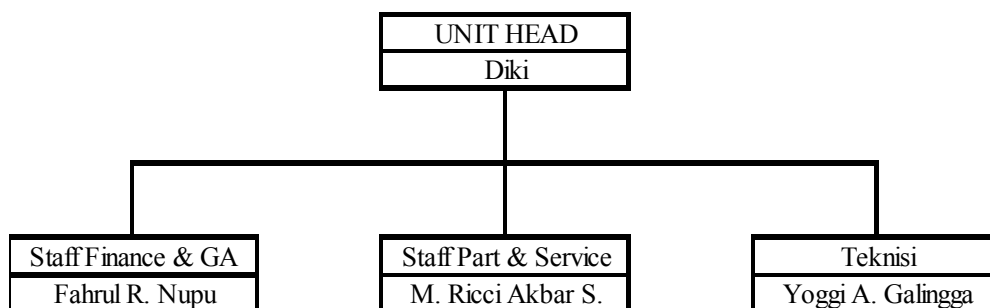 UNIT HEAD
Diki
Staff Finance & GA
Fahrul R. Nupu
Staff Part & Service
M. Ricci Akbar S.
Teknisi
Yoggi A. Galingga